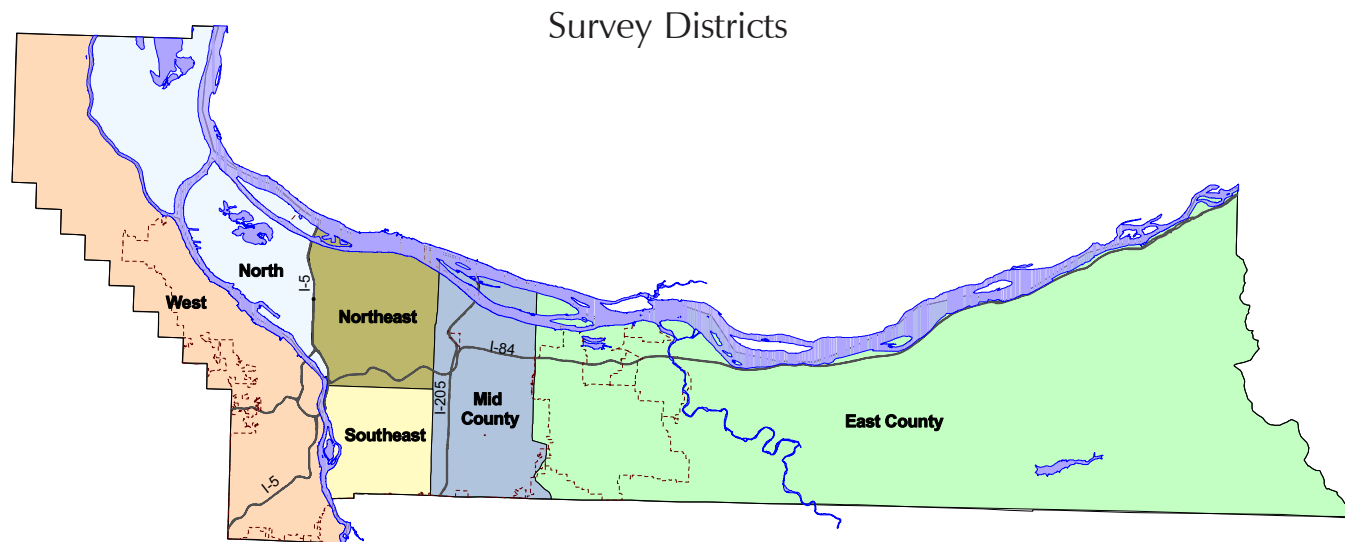 Survey Districts
North
I-5
West
Northeast
I-84
I-205
Mid
County
East County
Southeast
I-5